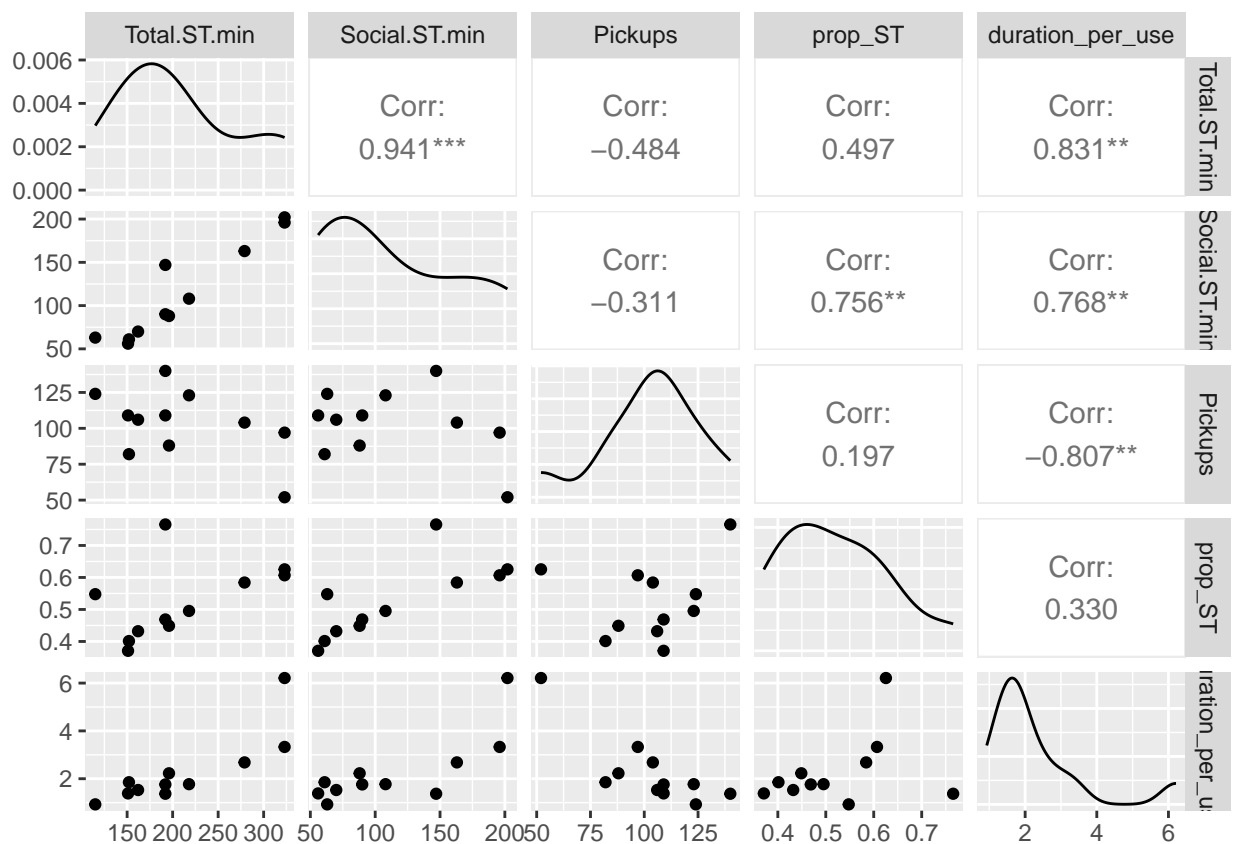 Total.ST.min Social.ST.min Pickups prop_ST duration_per_use
0.006
0.004
0.002
0.000
Corr:
0.941***
Corr:
−0.484
Corr:
0.497
Corr:
0.831**
Total.ST.min
200
150
100
50
Corr:
−0.311
Corr:
0.756**
Corr:
0.768**
Social.ST.min
125
100
75
50
Corr:
0.197
Corr:
−0.807**
Pickups
0.7
0.6
0.5
0.4
Corr:
0.330
prop_ST
6
4
2
ration_per_us
150 200 300 50 100 150 200 50 75 100 125 0.4 0.5 0.6 0.7 2 4 6